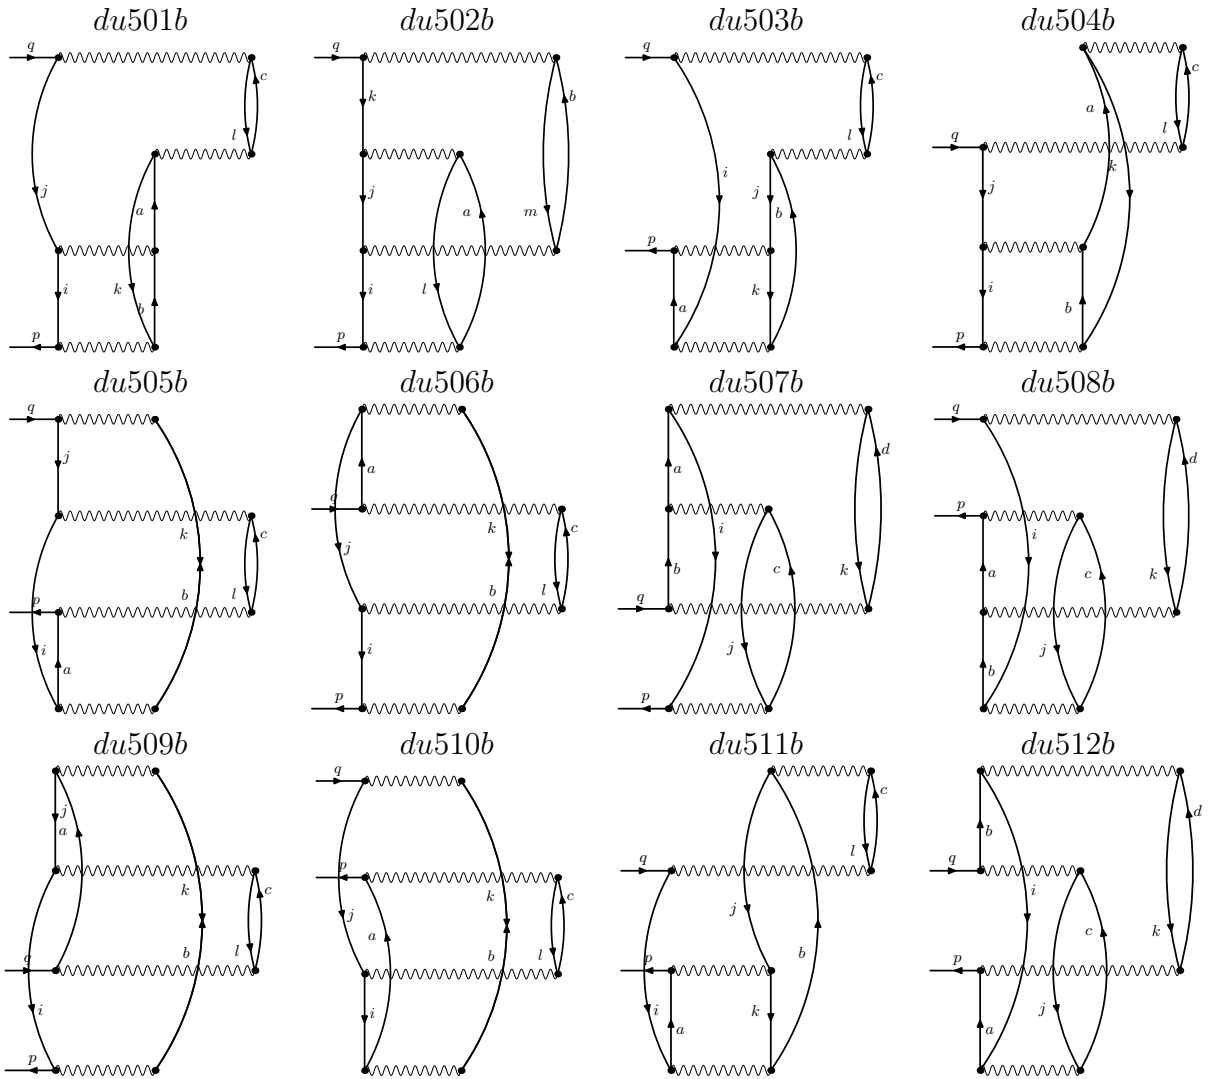 du501b du502b du503b du504b
q c l j a k b i p
q k b j a m l i p
q c l i j b p k a
q c l a k j i b p
du505b du506b du507b du508b
q j k c b l p i a
a q k c j b l i p
d a i b c k q j p
q d p i a c k j b
du509b du510b du511b du512b
j a k c b l q i p
q p k c j a b l i
c l q j b p i k a
d b q i c k p j a